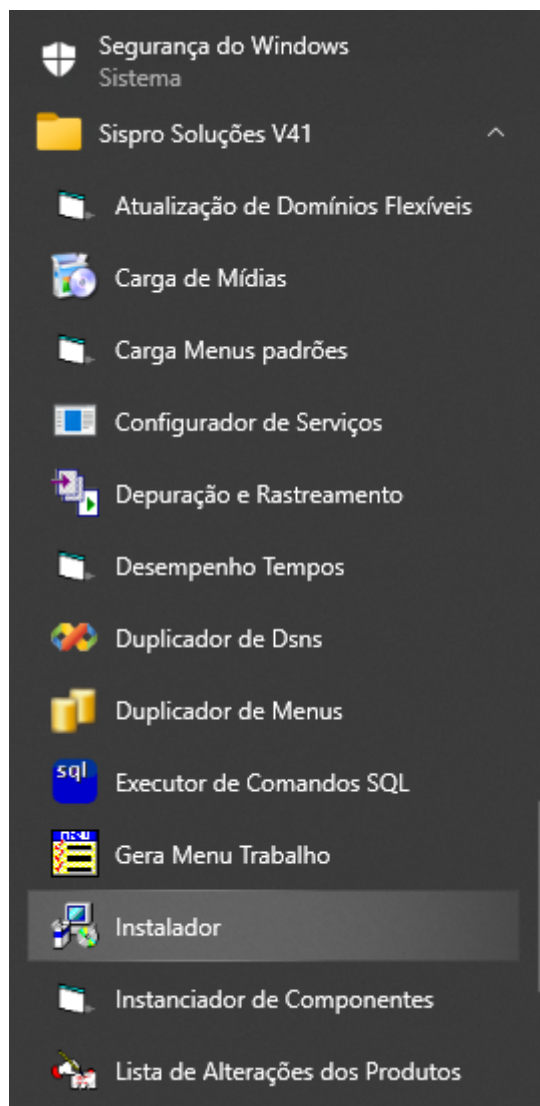 Segurança do Windows
Sistema
Sispro Soluções V41
Atualização de Domínios Flexíveis
Carga de Mídias
Carga Menus padrões
Configurador de Serviços
Depuração e Rastreamento
Desempenho Tempos
Duplicador de Dsns
Duplicador de Menus
sql
Executor de Comandos SQL
MENU
Gera Menu Trabalho
Instalador
Instanciador de Componentes
Lista de Alterações dos Produtos